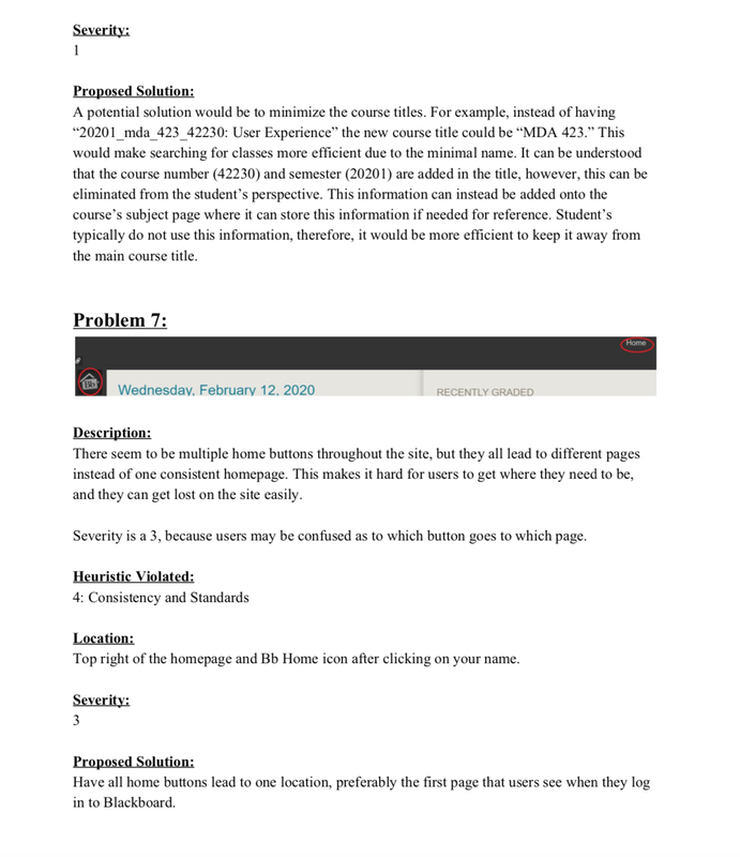 Severity:
1
Proposed Solution:
A potential solution would be to minimize the course titles. For example, instead of having
“20201_mda_423_42230: User Experience” the new course title could be “MDA 423.” This
would make searching for classes more efficient due to the minimal name. It can be understood
that the course number (42230) and semester (20201) are added in the title, however, this can be
eliminated from the student’s perspective. This information can instead be added onto the
course’s subject page where it can store this information if needed for reference. Student’s
typically do not use this information, therefore, it would be more efficient to keep it away from
the main course title.
Problem 7:
Home
Bb
Wednesday, February 12, 2020
RECENTLY GRADED
Description:
There seem to be multiple home buttons throughout the site, but they all lead to different pages
instead of one consistent homepage. This makes it hard for users to get where they need to be,
and they can get lost on the site easily.
Severity is a 3, because users may be confused as to which button goes to which page.
Heuristic Violated:
4: Consistency and Standards
Location:
Top right of the homepage and Bb Home icon after clicking on your name.
Severity:
3
Proposed Solution:
Have all home buttons lead to one location, preferably the first page that users see when they log
in to Blackboard.